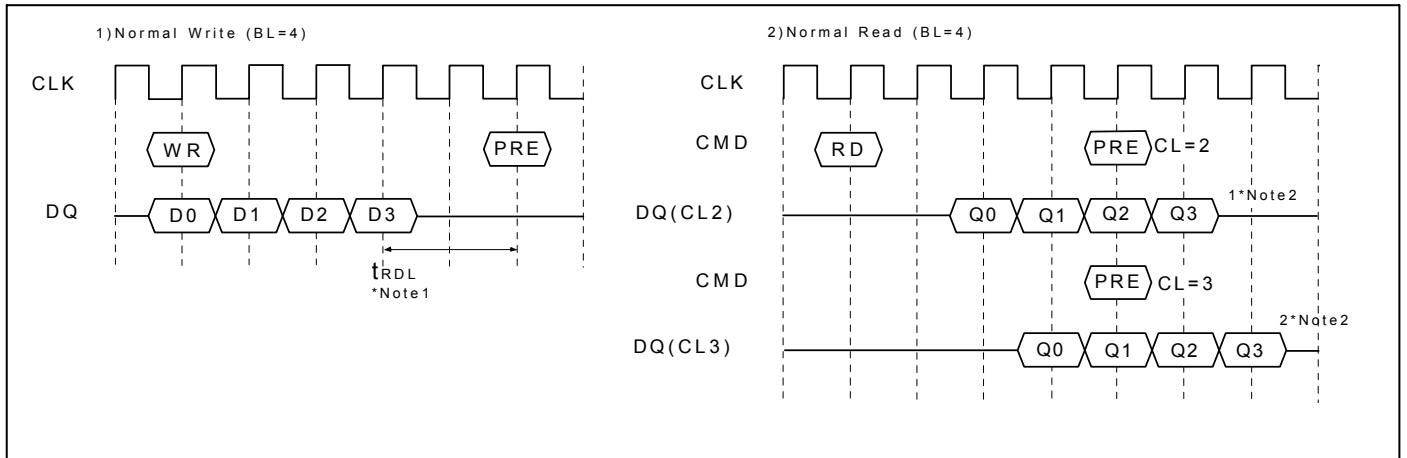 1)Normal Write (BL=4)
CLK
WR
PRE
DQ
D0 D1 D2 D3
tRDL
*Note1
2)Normal Read (BL=4)
CLK
CMD
RD
PRE CL=2
DQ(CL2)
Q0 Q1 Q2 Q3
1*Note2
CMD
PRE CL=3
DQ(CL3)
Q0 Q1 Q2 Q3
2*Note2